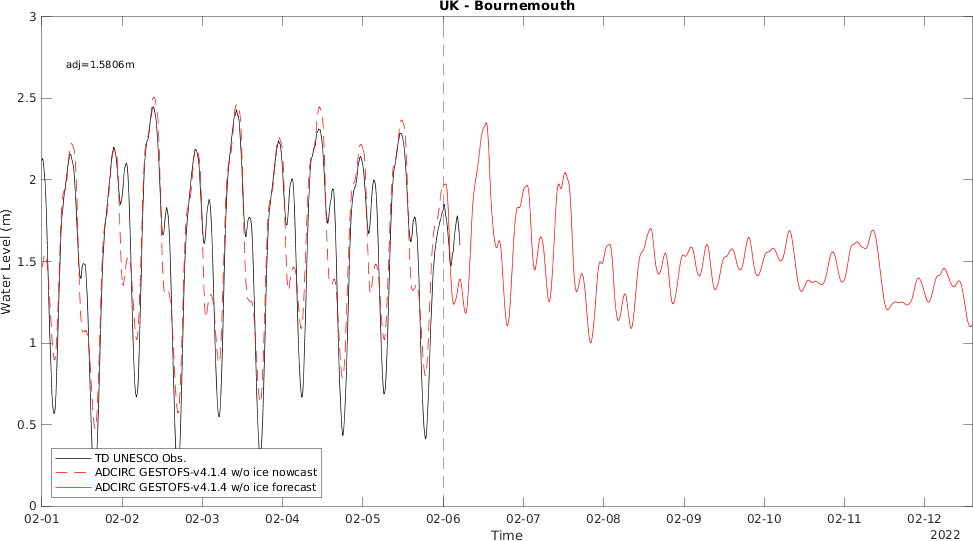 UK - Bournemouth
adj=1.5806m
Water Level (m)
3
2.5
2
1.5
1
0.5
0
TD UNESCO Obs.
ADCIRC GESTOFS-v4.1.4 w/o ice nowcast
ADCIRC GESTOFS-v4.1.4 w/o ice forecast
02-01 02-02 02-03 02-04 02-05 02-06 02-07 02-08 02-09 02-10 02-11 02-12
Time
2022